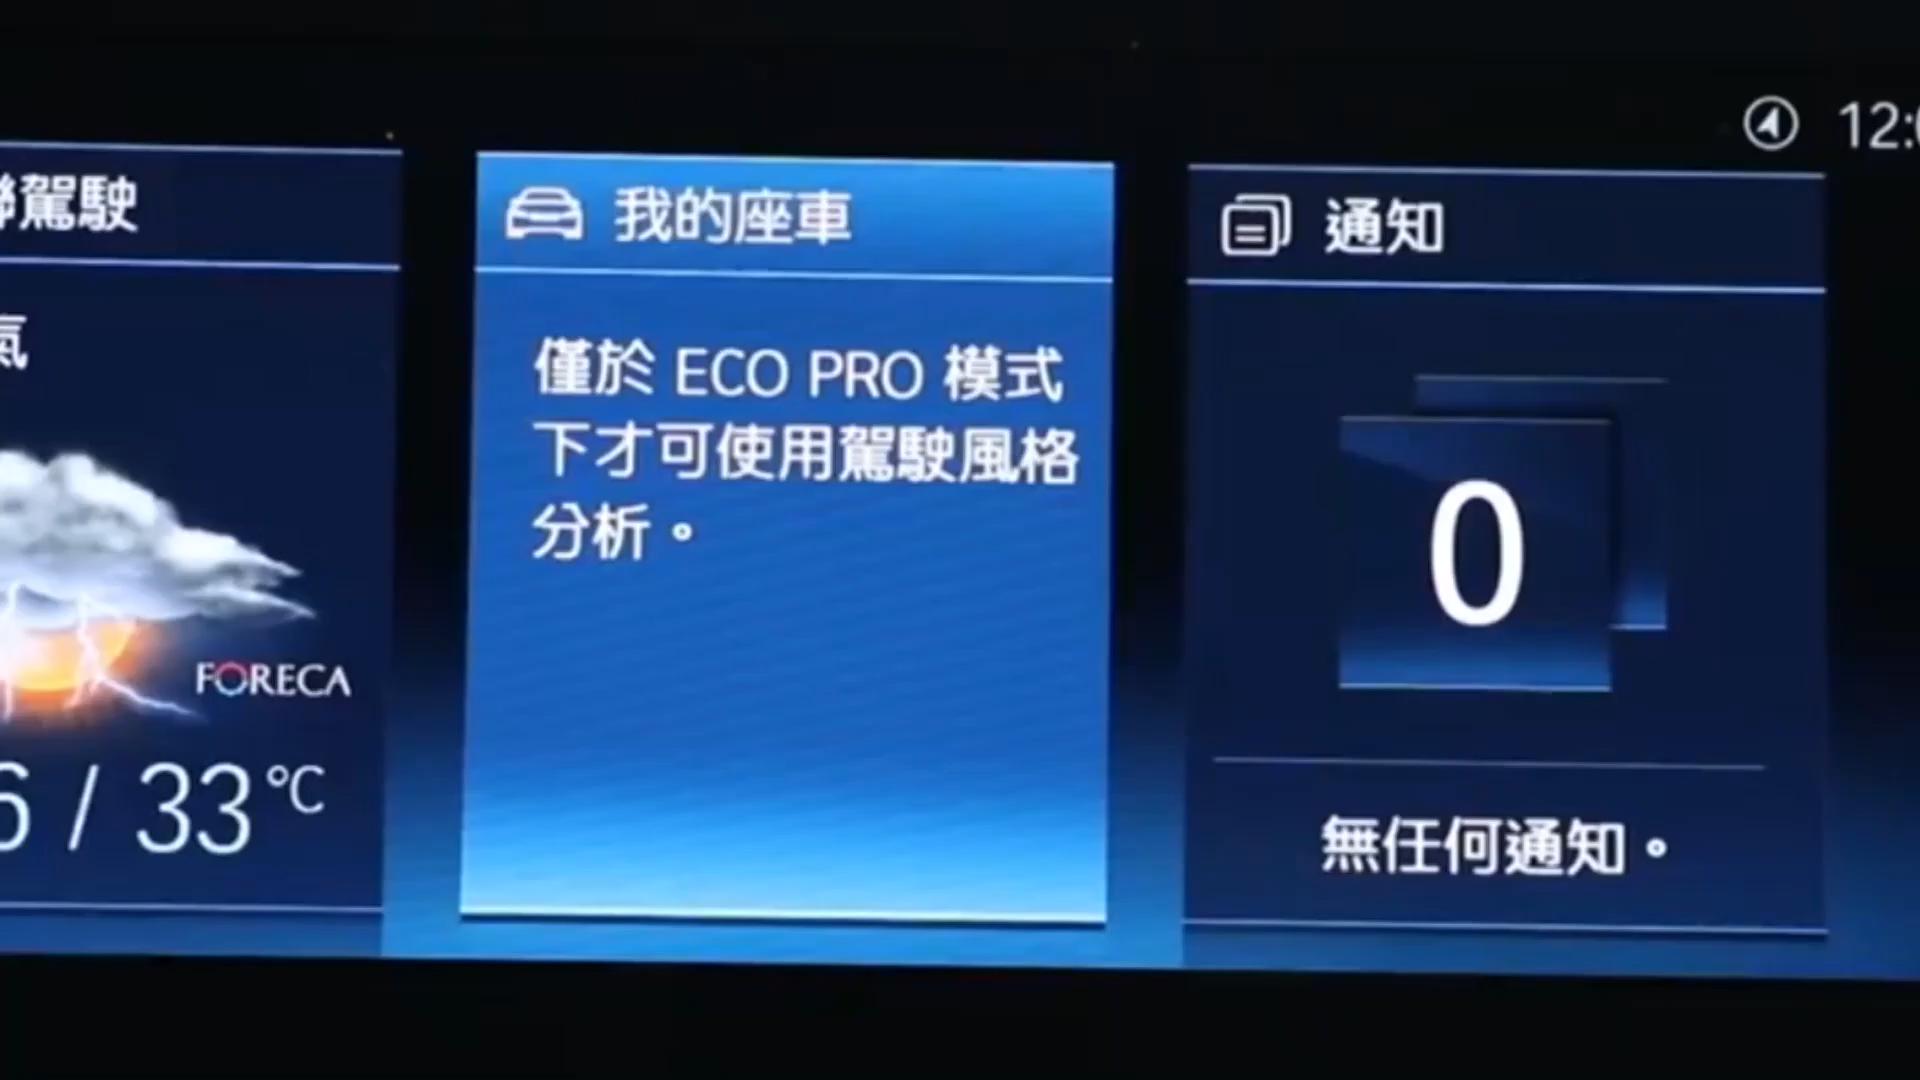 12:
駕駛
氣
FORECA
/ 33°C
我的座車
僅於 ECO PRO 模式
下才可使用駕駛風格
分析。
通知
0
無任何通知。